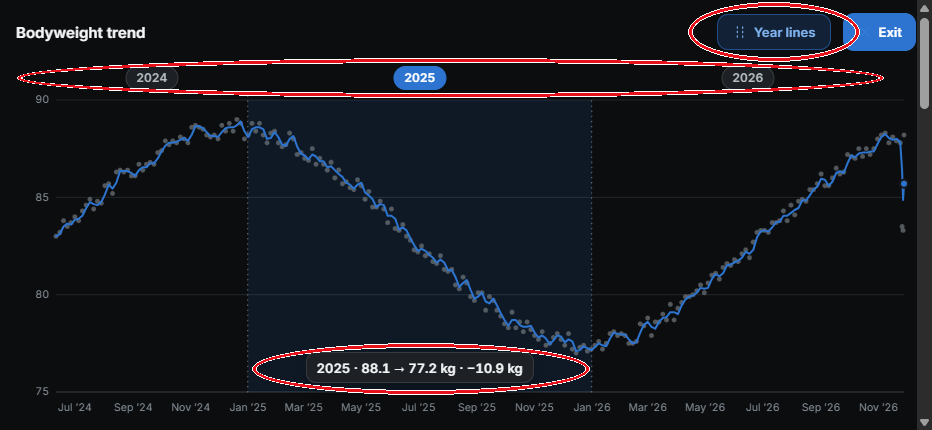 Bodyweight trend
Year lines
Exit
2024
2025
2026
90
85
80
75
2025 · 88.1 → 77.2 kg · −10.9 kg
Jul '24 Sep '24 Nov '24 Jan '25 Mar '25 May '25 Jul '25 Sep '25 Nov '25 Jan '26 Mar '26 May '26 Jul '26 Sep '26 Nov '26